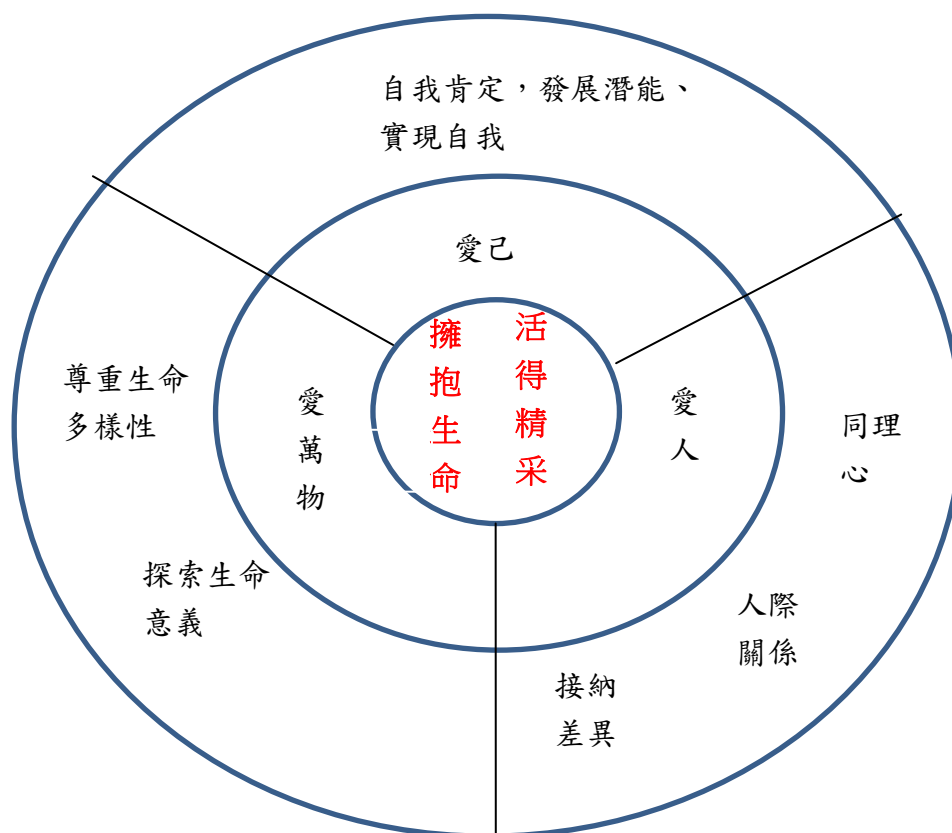 自我肯定,發展潛能、
實現自我
愛己
擁抱生命
活得精采
尊重生命
多樣性
愛萬物
愛人
同理
心
探索生命
意義
人際
關係
接納
差異